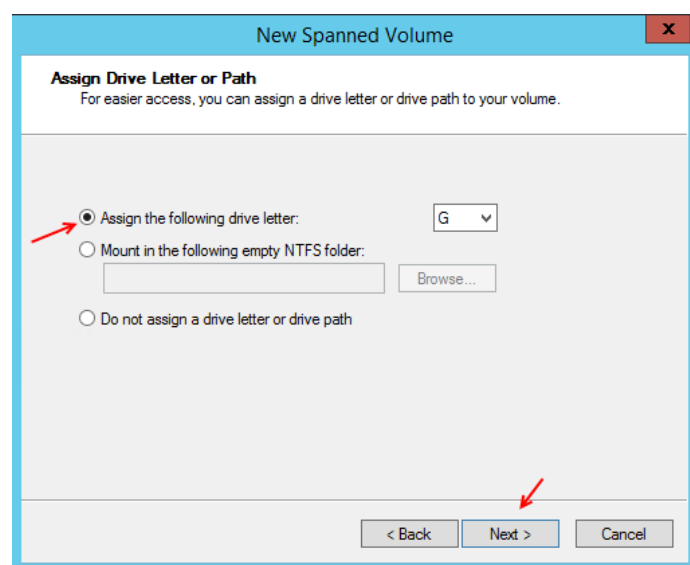 New Spanned Volume
x
Assign Drive Letter or Path
For easier access, you can assign a drive letter or drive path to your volume.
Assign the following drive letter: G
Mount in the following empty NTFS folder:
Browse...
Do not assign a drive letter or drive path
< Back Next > Cancel